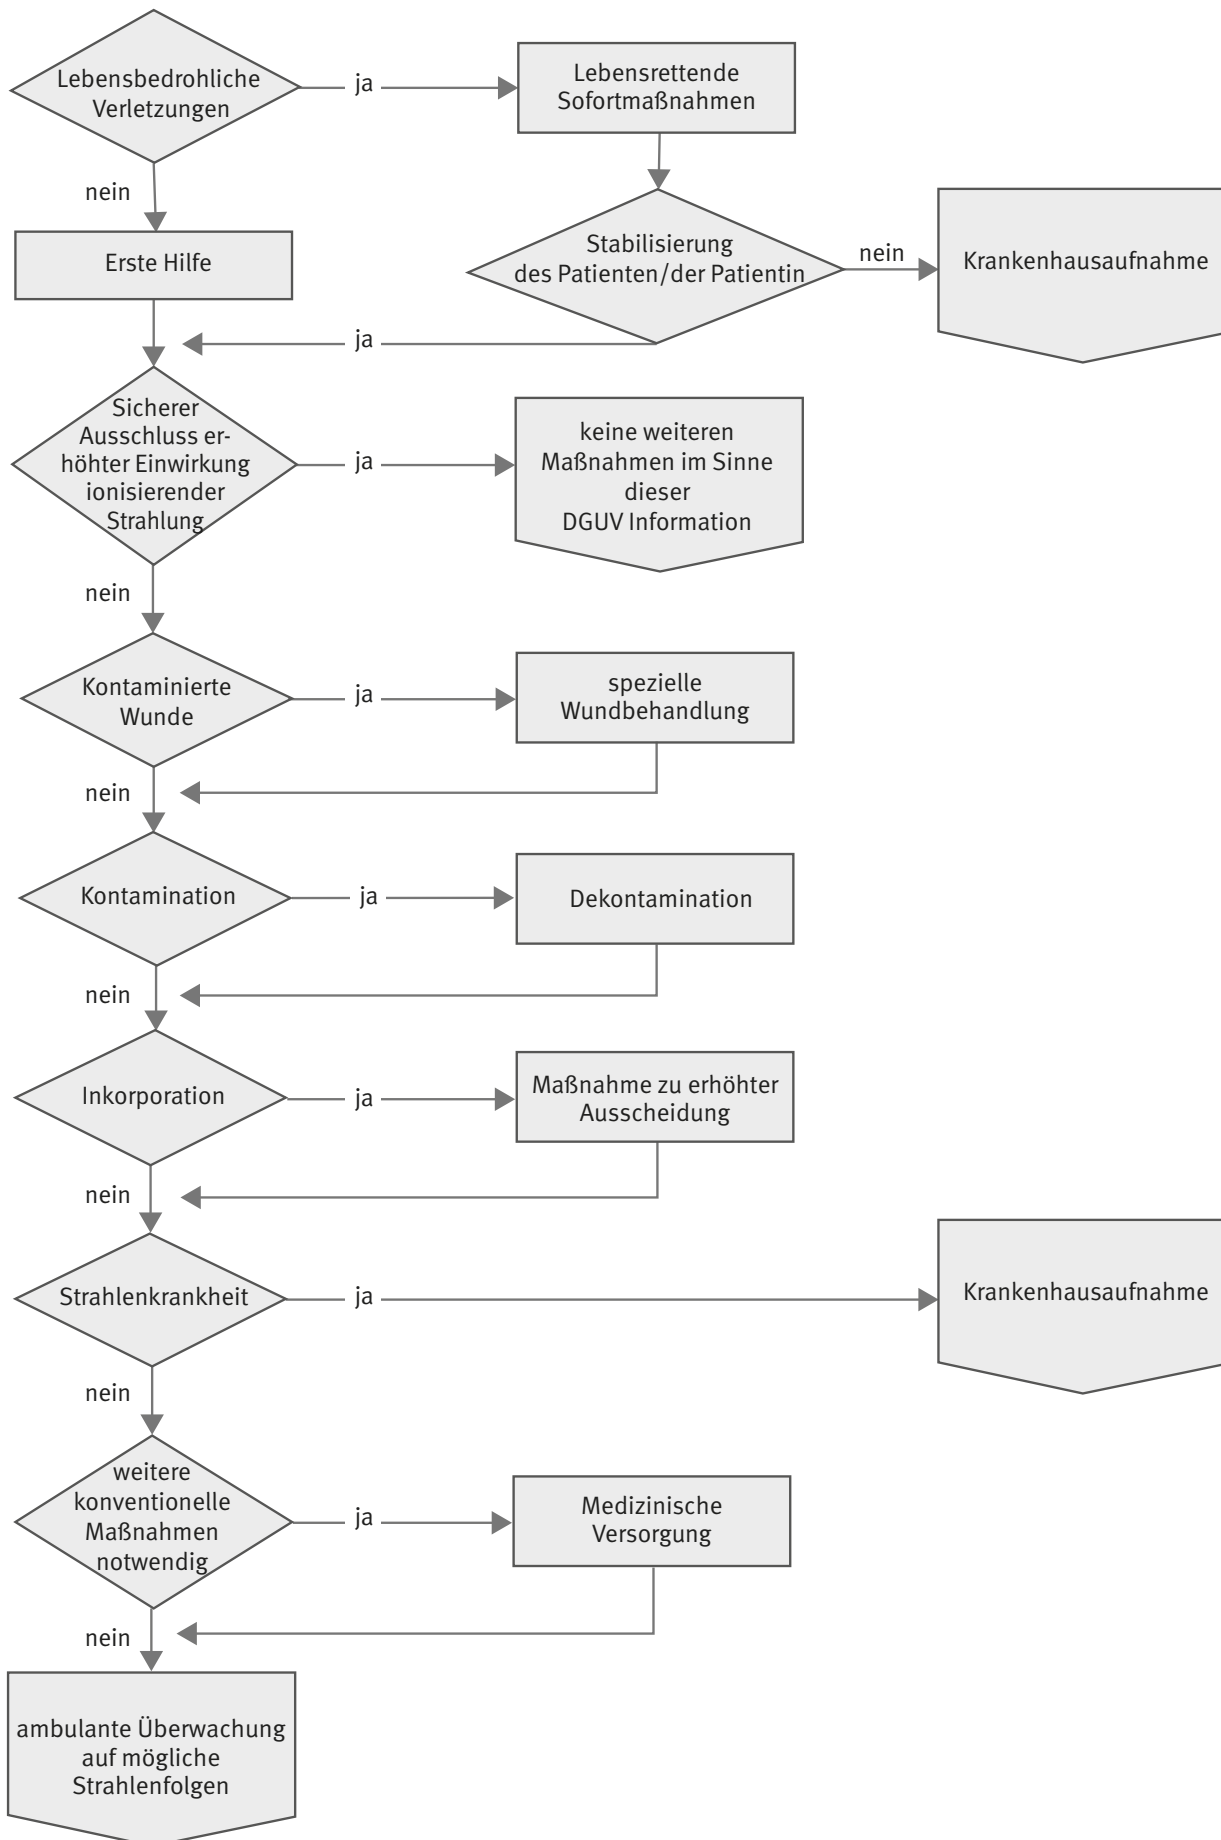 Lebensbedrohliche
Verletzungen
ja
Lebensrettende
Sofortmaßnahmen
nein
Erste Hilfe
Stabilisierung
des Patienten/der Patientin
nein
Krankenhausaufnahme
ja
Sicherer
Ausschluss er-
höhter Einwirkung
ionisierender
Strahlung
ja
keine weiteren
Maßnahmen im Sinne
dieser
DGUV Information
nein
Kontaminierte
Wunde
ja
spezielle
Wundbehandlung
nein
Kontamination
ja
Dekontamination
nein
Inkorporation
ja
Maßnahme zu erhöhter
Ausscheidung
nein
Strahlenkrankheit
ja
Krankenhausaufnahme
nein
weitere
konventionelle
Maßnahmen
notwendig
ja
Medizinische
Versorgung
nein
ambulante Überwachung
auf mögliche
Strahlenfolgen